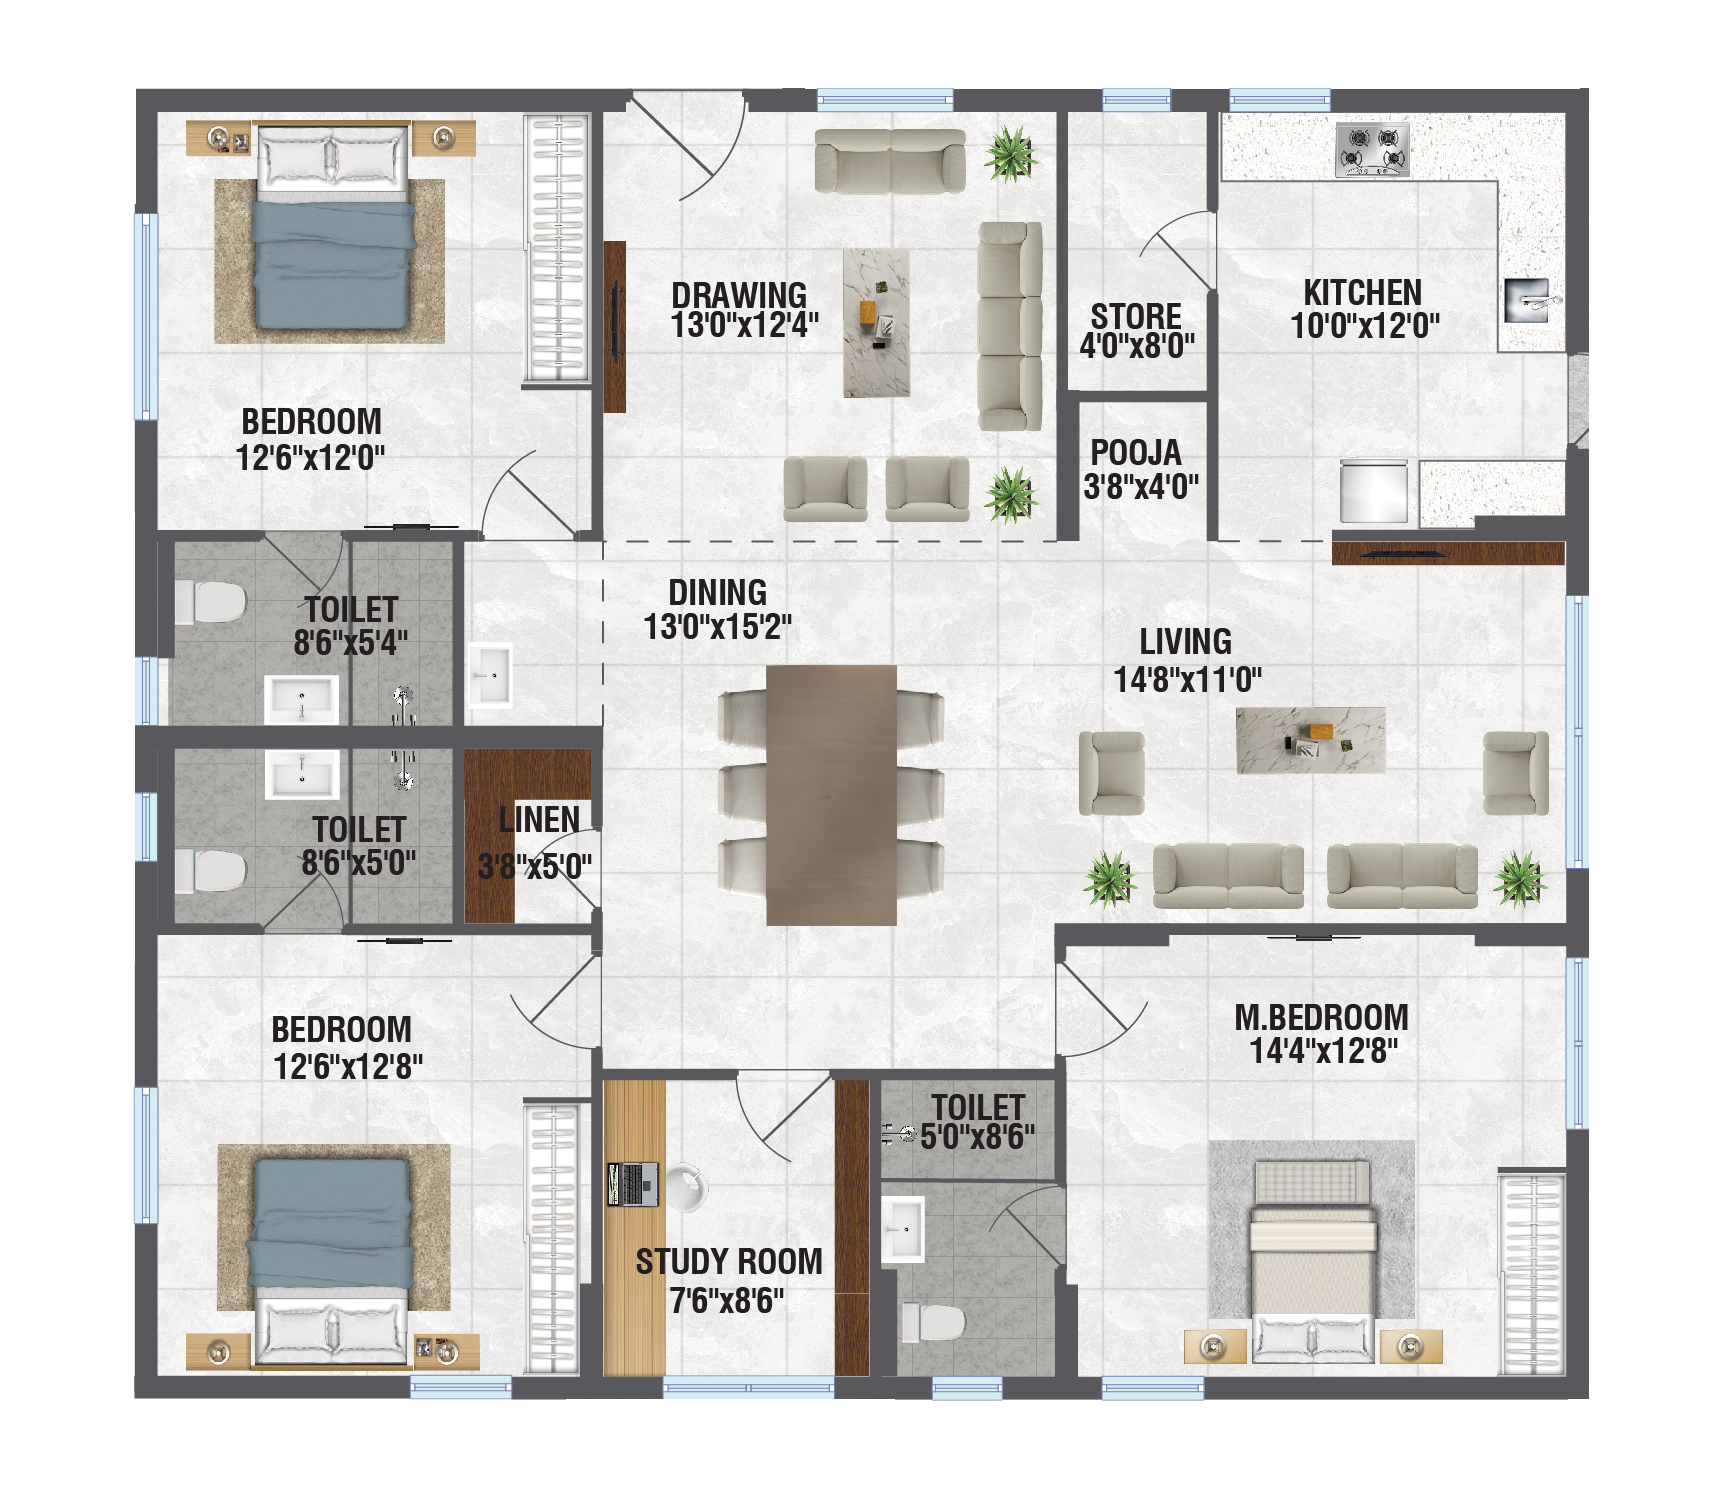 DRAWING
13'0"x12'4"
STORE
4'0"x8'0"
KITCHEN
10'0"x12'0"
BEDROOM
12'6"x12'0"
POOJA
3'8"x4'0"
TOILET
8'6"x5'4"
DINING
13'0"x15'2"
LIVING
14'8"x11'0"
TOILET
8'6"x5'0"
LINEN
3'8"x5'0"
BEDROOM
12'6"x12'8"
M.BEDROOM
14'4"x12'8"
TOILET
5'0"x8'6"
STUDY ROOM
7'6"x8'6"